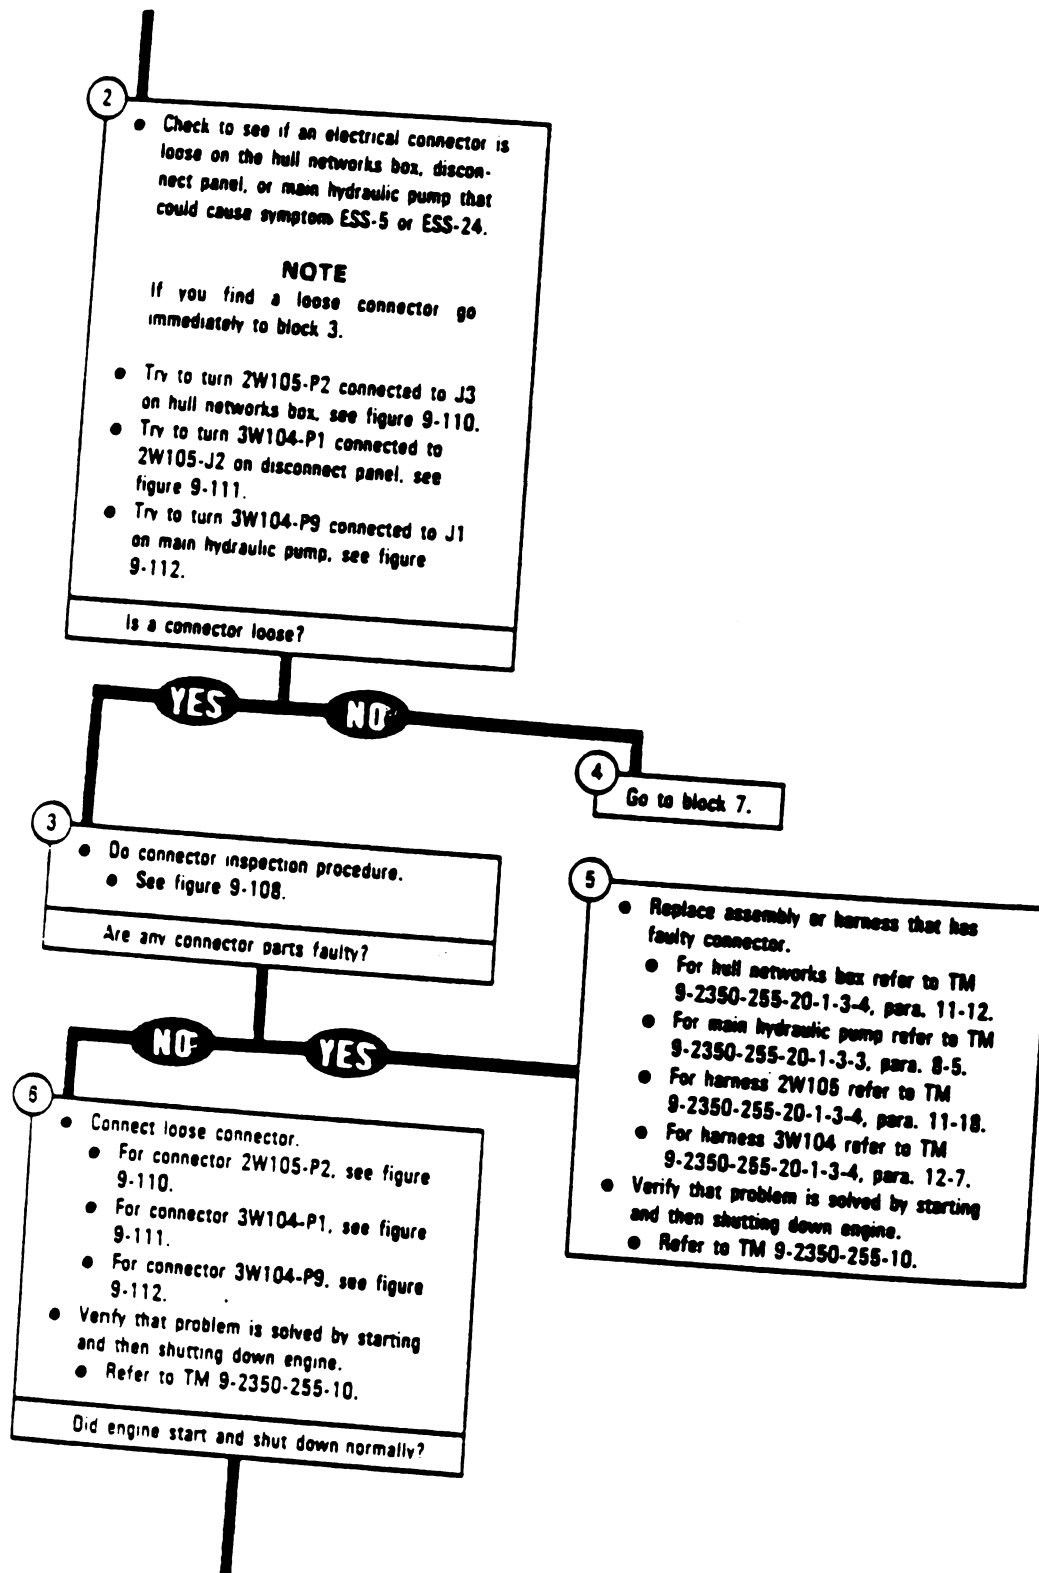 2
● Check to see if an electrical connector is
loose on the hull networks box, discon-
nect panel, or main hydraulic pump that
could cause symptom ESS-5 or ESS-24.
NOTE
If you find a loose connector go
immediately to block 3.
● Try to turn 2W105-P2 connected to J3
on hull networks box, see figure 9-110.
● Try to turn 3W104-P1 connected to
2W105-J2 on disconnect panel, see
figure 9-111.
● Try to turn 3W104-P9 connected to J1
on main hydraulic pump, see figure
9-112.
Is a connector loose?
YES
NO
4
Go to block 7.
3
● Do connector inspection procedure.
● See figure 9-108.
Are any connector parts faulty?
NO
YES
5
● Replace assembly or harness that has
faulty connector.
● For hull networks box refer to TM
9-2350-255-20-1-3-4, para. 11-12.
● For main hydraulic pump refer to TM
9-2350-255-20-1-3-3, para. 8-5.
● For harness 2W105 refer to TM
9-2350-255-20-1-3-4, para. 11-18.
● For harness 3W104 refer to TM
9-2350-255-20-1-3-4, para. 12-7.
● Verify that problem is solved by starting
and then shutting down engine.
● Refer to TM 9-2350-255-10.
6
● Connect loose connector.
● For connector 2W105-P2, see figure
9-110.
● For connector 3W104-P1, see figure
9-111.
● For connector 3W104-P9, see figure
9-112.
● Verify that problem is solved by starting
and then shutting down engine.
● Refer to TM 9-2350-255-10.
Did engine start and shut down normally?